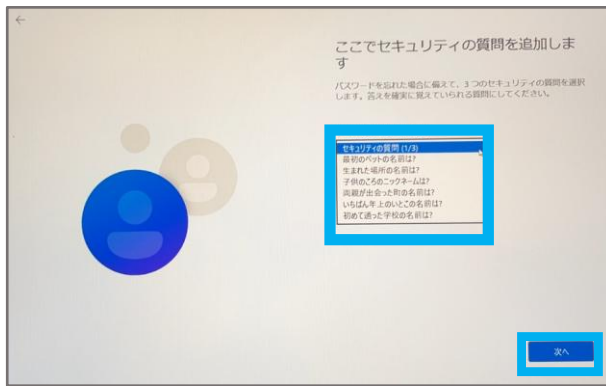 ここでセキュリティの質問を追加しま
す
パスワードを忘れた場合に備えて、3 つのセキュリティの質問を選択
します。答えを確実に覚えていられる質問にしてください。
セキュリティの質問 (1/3)
最初のペットの名前は?
生まれた場所の名前は?
子供のころのニックネームは?
両親が出会った町の名前は?
いちばん年上のいとこの名前は?
初めて通った学校の名前は?
次へ